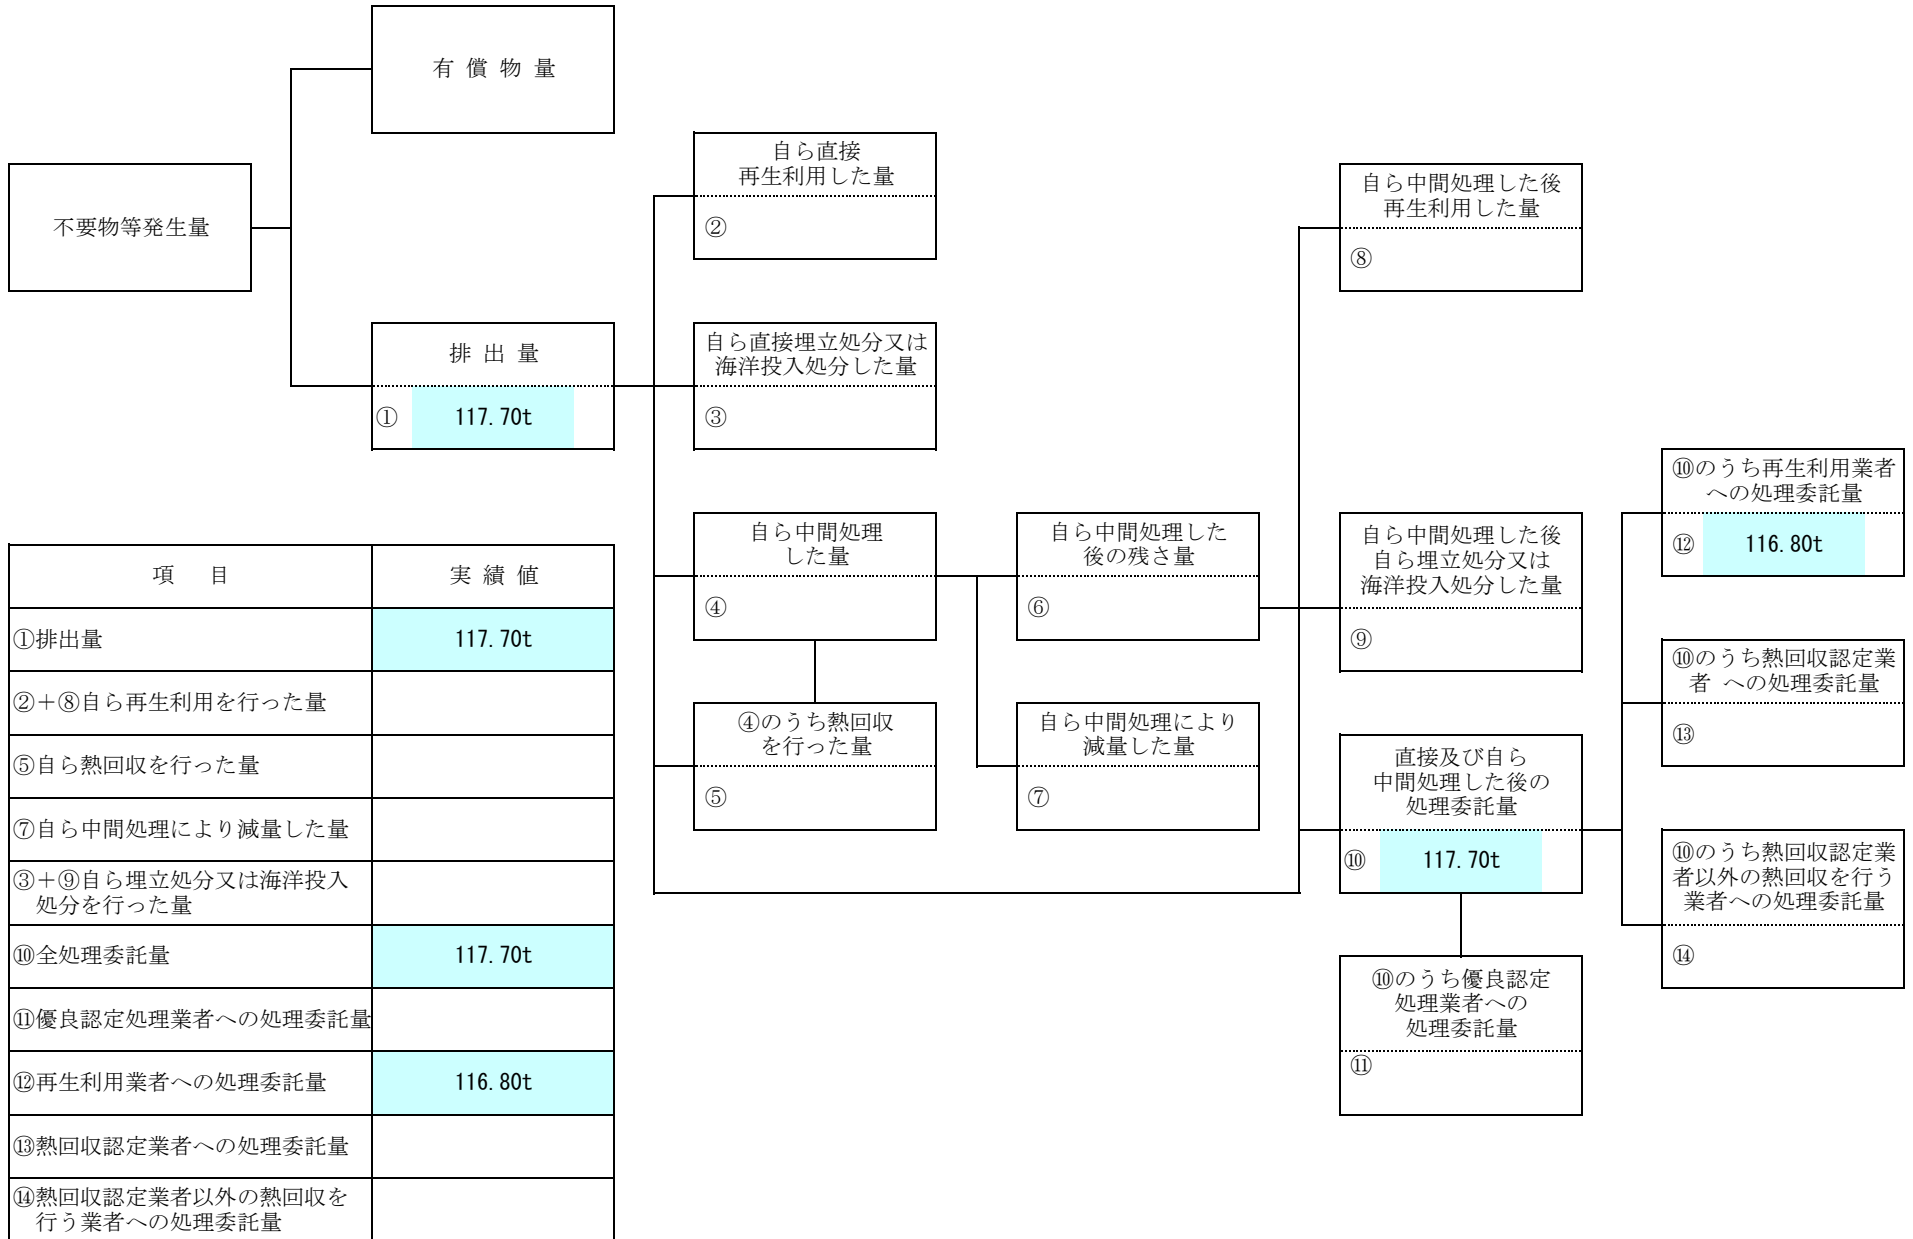 有 償 物 量
不要物等発生量
排 出 量
① 117.70t
自ら直接
再生利用した量
②
自ら直接埋立処分又は
海洋投入処分した量
③
自ら中間処理
した量
④
④のうち熱回収
を行った量
⑤
自ら中間処理した
後の残さ量
⑥
自ら中間処理により
減量した量
⑦
自ら中間処理した後
再生利用した量
⑧
自ら中間処理した後
自ら埋立処分又は
海洋投入処分した量
⑨
直接及び自ら
中間処理した後の
処理委託量
⑩ 117.70t
⑩のうち優良認定
処理業者への
処理委託量
⑪
⑩のうち再生利用業者
への処理委託量
⑫ 116.80t
⑩のうち熱回収認定業
者 への処理委託量
⑬
⑩のうち熱回収認定業
者以外の熱回収を行う
業者への処理委託量
⑭
項 目 実 績 値
①排出量 117.70t
②＋⑧自ら再生利用を行った量
⑤自ら熱回収を行った量
⑦自ら中間処理により減量した量
③＋⑨自ら埋立処分又は海洋投入
処分を行った量
⑩全処理委託量 117.70t
⑪優良認定処理業者への処理委託量
⑫再生利用業者への処理委託量 116.80t
⑬熱回収認定業者への処理委託量
⑭熱回収認定業者以外の熱回収を
行う業者への処理委託量